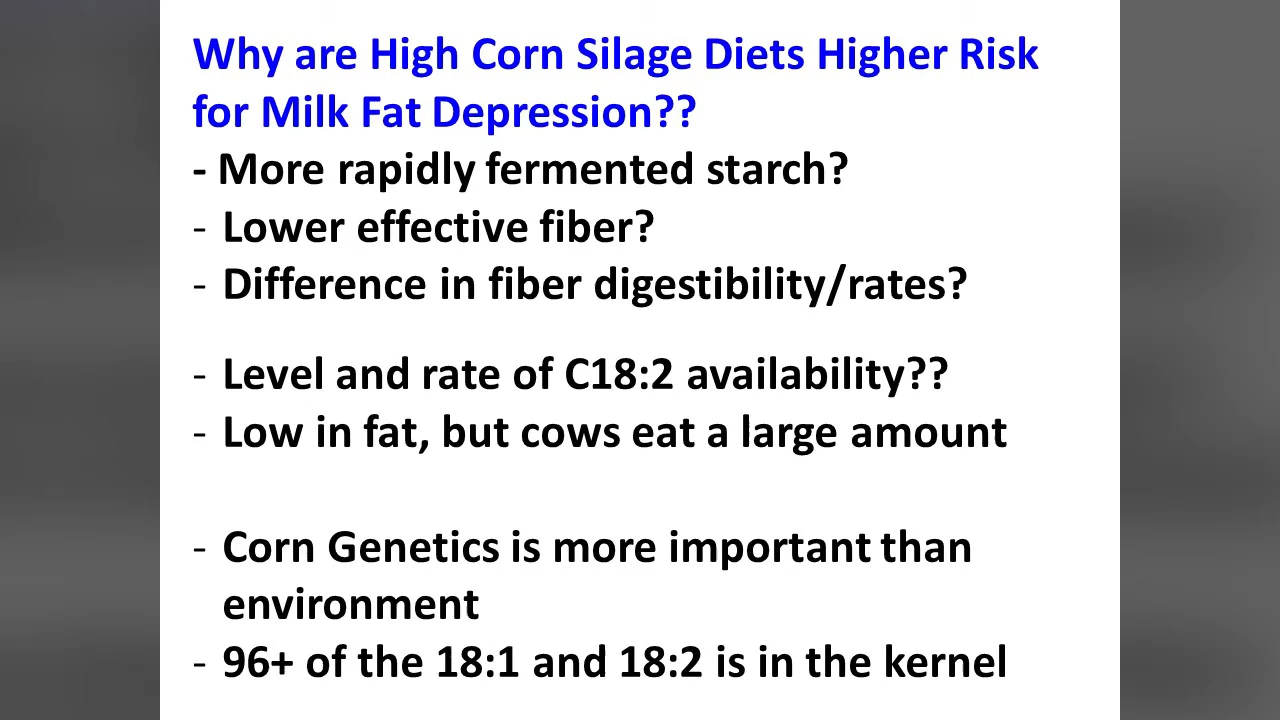 Why are High Corn Silage Diets Higher Risk
for Milk Fat Depression??
- More rapidly fermented starch?
- Lower effective fiber?
- Difference in fiber digestibility/rates?
- Level and rate of C18:2 availability??
- Low in fat, but cows eat a large amount
- Corn Genetics is more important than
environment
- 96+ of the 18:1 and 18:2 is in the kernel